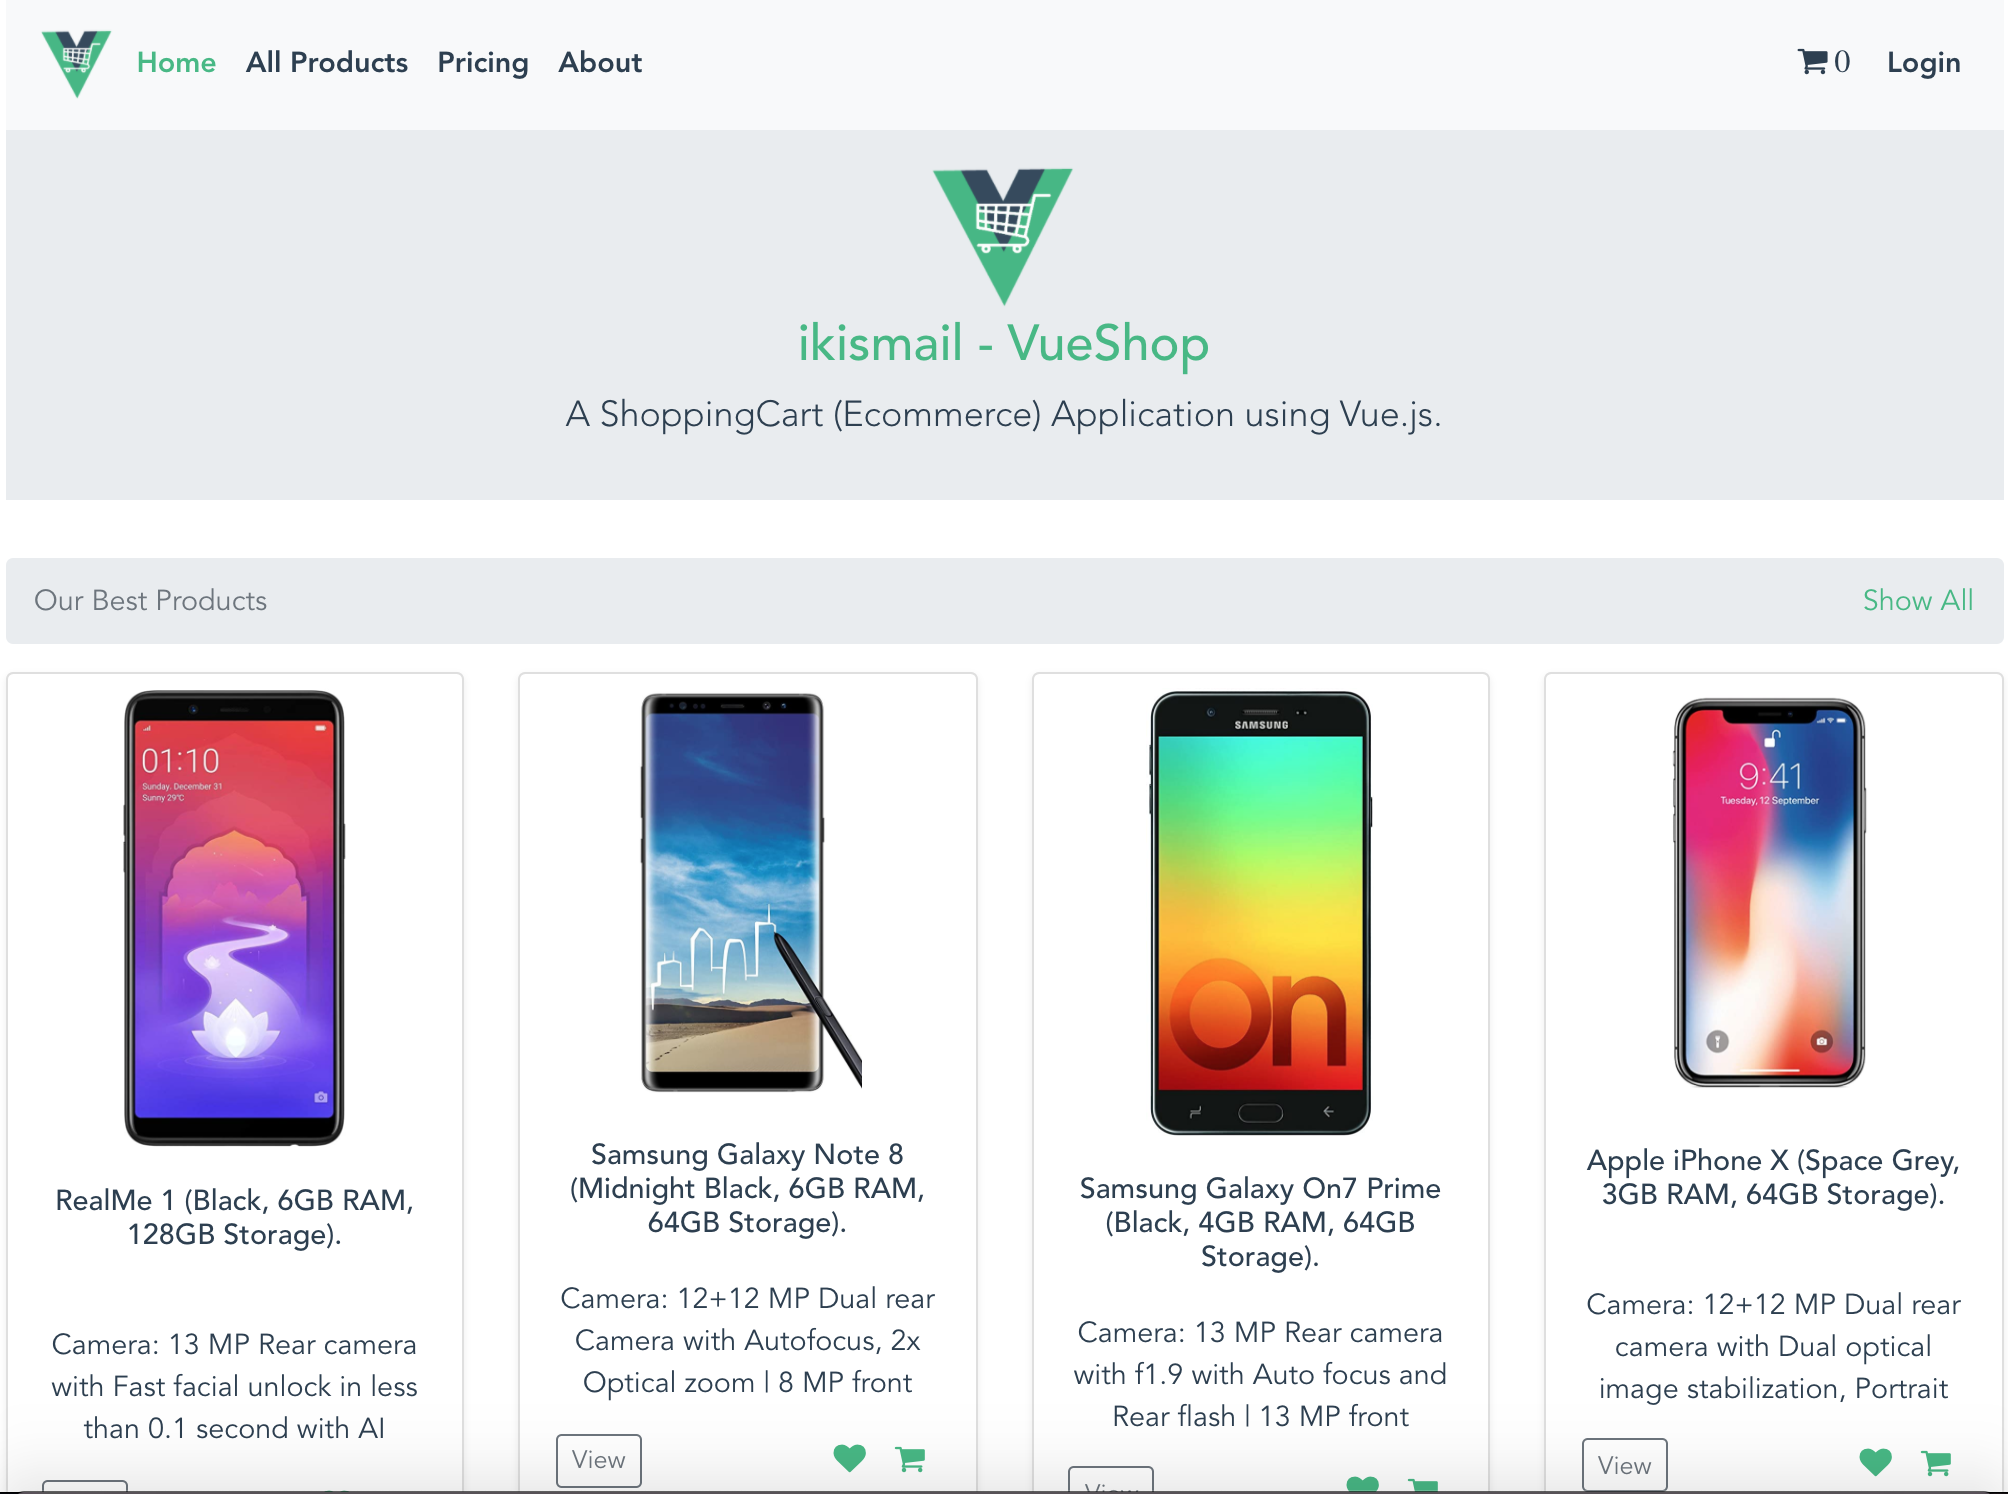 Home All Products Pricing About 0 Login
ikismail - VueShop
A ShoppingCart (Ecommerce) Application using Vue.js.
Our Best Products Show All
01:10
Sunday, December 31
Sunny 29°C
SAMSUNG
On
9:41
Tuesday, 12 September
RealMe 1 (Black, 6GB RAM,
128GB Storage).
Camera: 13 MP Rear camera
with Fast facial unlock in less
than 0.1 second with AI
Samsung Galaxy Note 8
(Midnight Black, 6GB RAM,
64GB Storage).
Camera: 12+12 MP Dual rear
Camera with Autofocus, 2x
Optical zoom | 8 MP front
View
Samsung Galaxy On7 Prime
(Black, 4GB RAM, 64GB
Storage).
Camera: 13 MP Rear camera
with f1.9 with Auto focus and
Rear flash | 13 MP front
View
Apple iPhone X (Space Grey,
3GB RAM, 64GB Storage).
Camera: 12+12 MP Dual rear
camera with Dual optical
image stabilization, Portrait
View